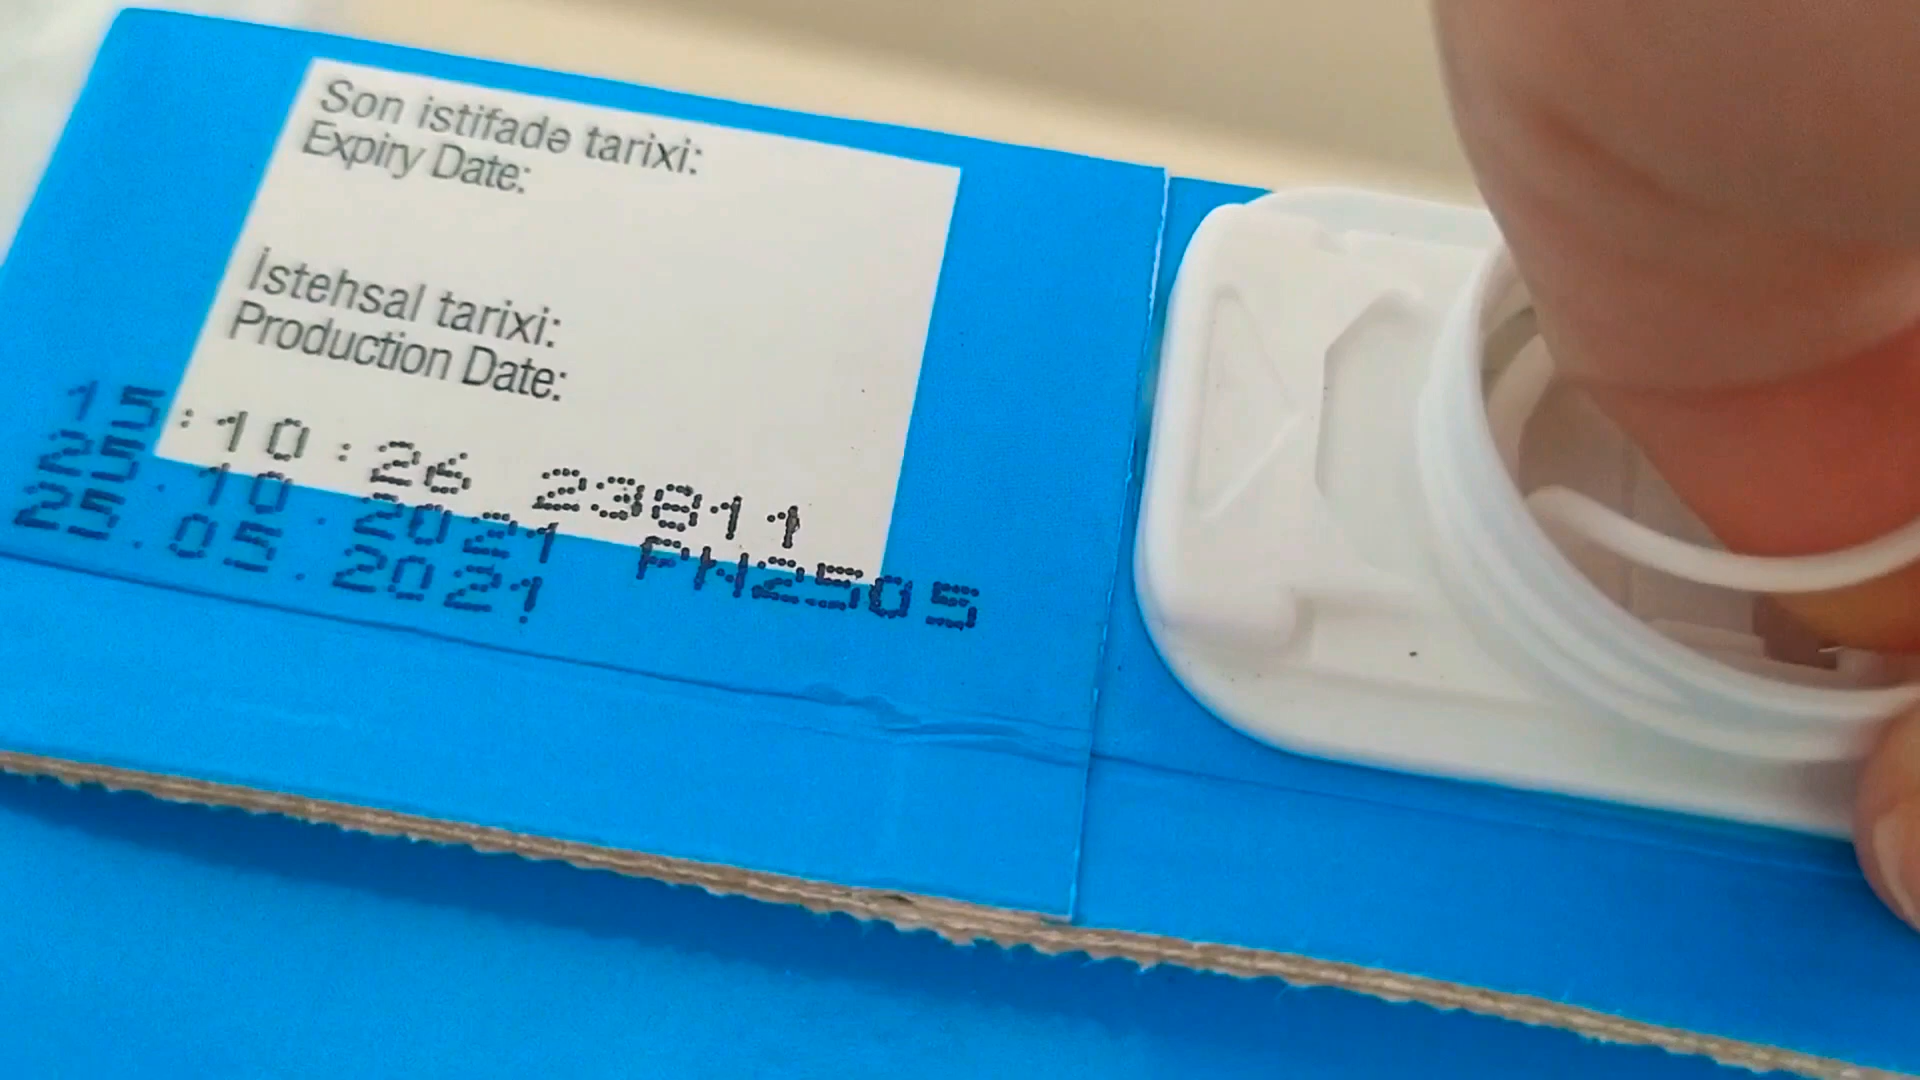 Son istifadə tarixi:
Expiry Date:
İstehsal tarixi:
Production Date:
15:10:26 23811
25.10.2021 PN2505
25.05.2021